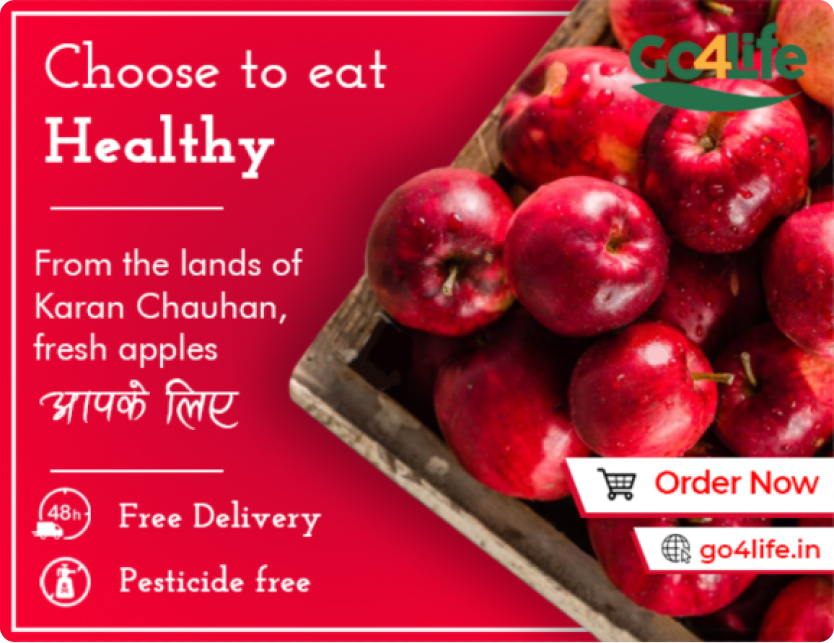 Choose to eat
Healthy
From the lands of
Karan Chauhan,
fresh apples
आपके लिए
48h
Free Delivery
Pesticide free
Go4Life
Order Now
go4life.in